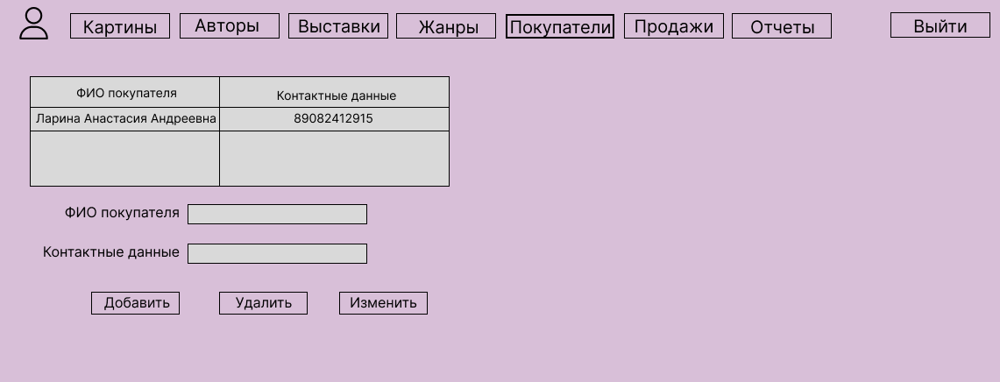 Картины Авторы Выставки Жанры Покупатели Продажи Отчеты Выйти
ФИО покупателя Контактные данные
Ларина Анастасия Андреевна 89082412915
ФИО покупателя
Контактные данные
Добавить Удалить Изменить